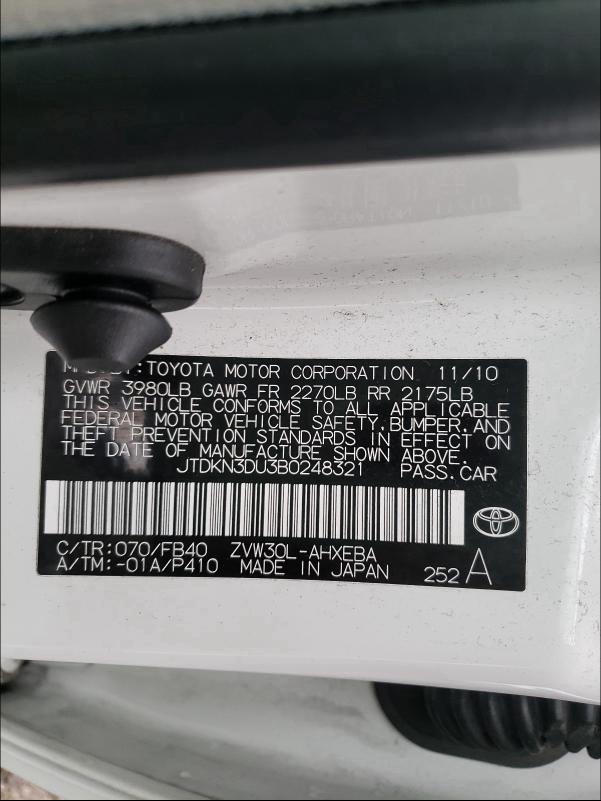 TOYOTA MOTOR CORPORATION 11/10
GVWR 3980LB GAWR FR 2270LB RR 2175LB
THIS VEHICLE CONFORMS TO ALL APPLICABLE
FEDERAL MOTOR VEHICLE SAFETY,BUMPER,AND
THEFT PREVENTION STANDARDS IN EFFECT ON
THE DATE OF MANUFACTURE SHOWN ABOVE.
JTDKN3DU3B0248321 PASS.CAR
C/TR:070/FB40 ZVW30L-AHXEBA
A/TM:-01A/P410 MADE IN JAPAN 252 A